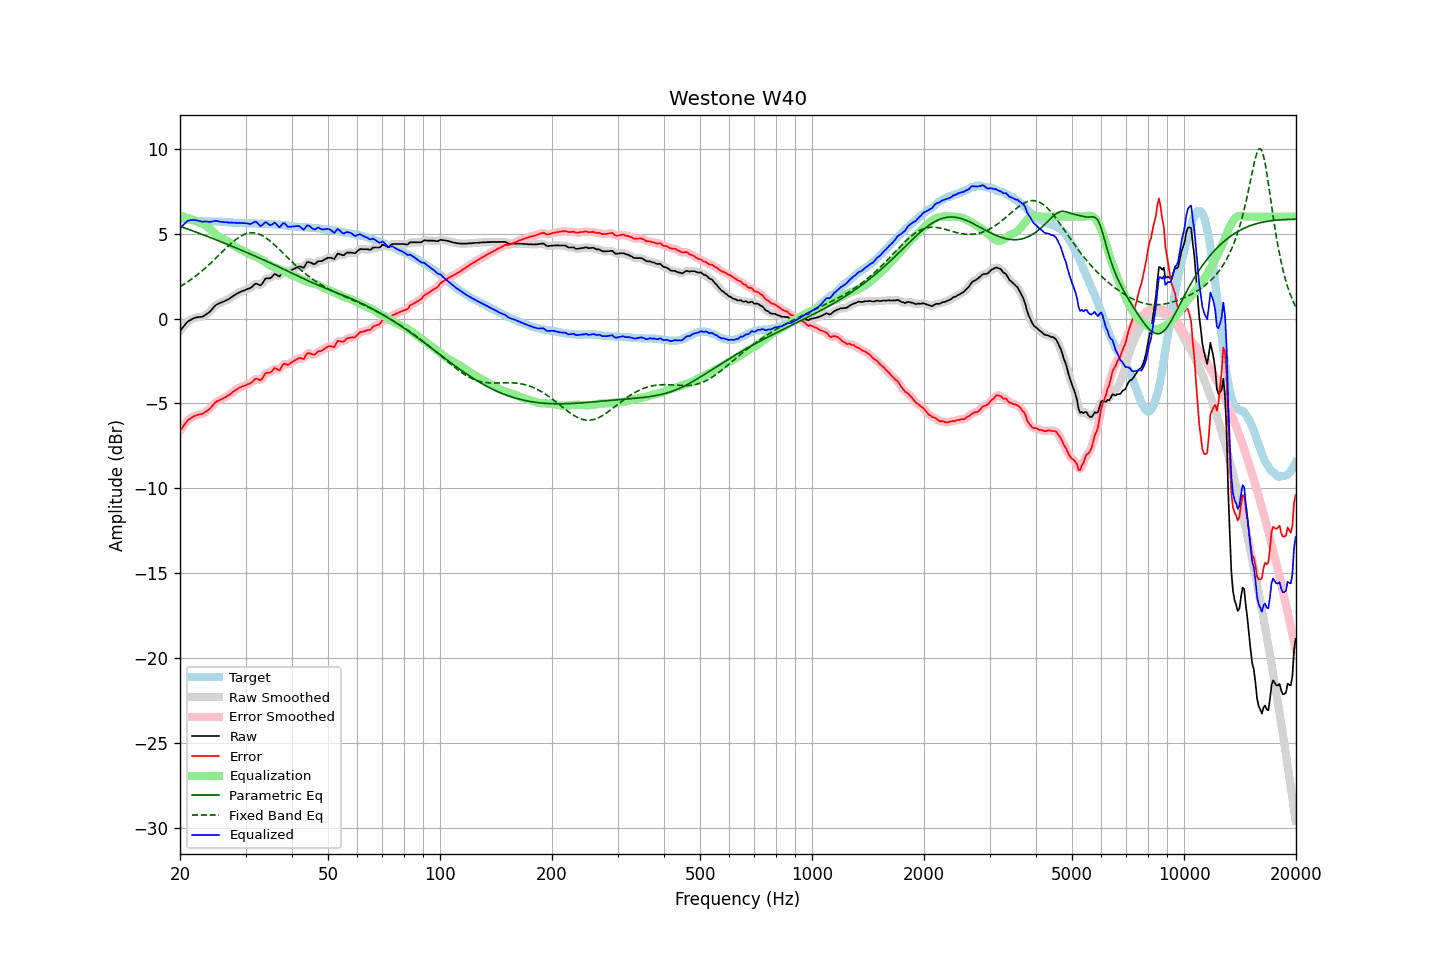 Westone W40
10
5
0
−5
−10
−15
−20
−25
−30
Amplitude (dBr)
Target
Raw Smoothed
Error Smoothed
Raw
Error
Equalization
Parametric Eq
Fixed Band Eq
Equalized
20 50 100 200 500 1000 2000 5000 10000 20000
Frequency (Hz)